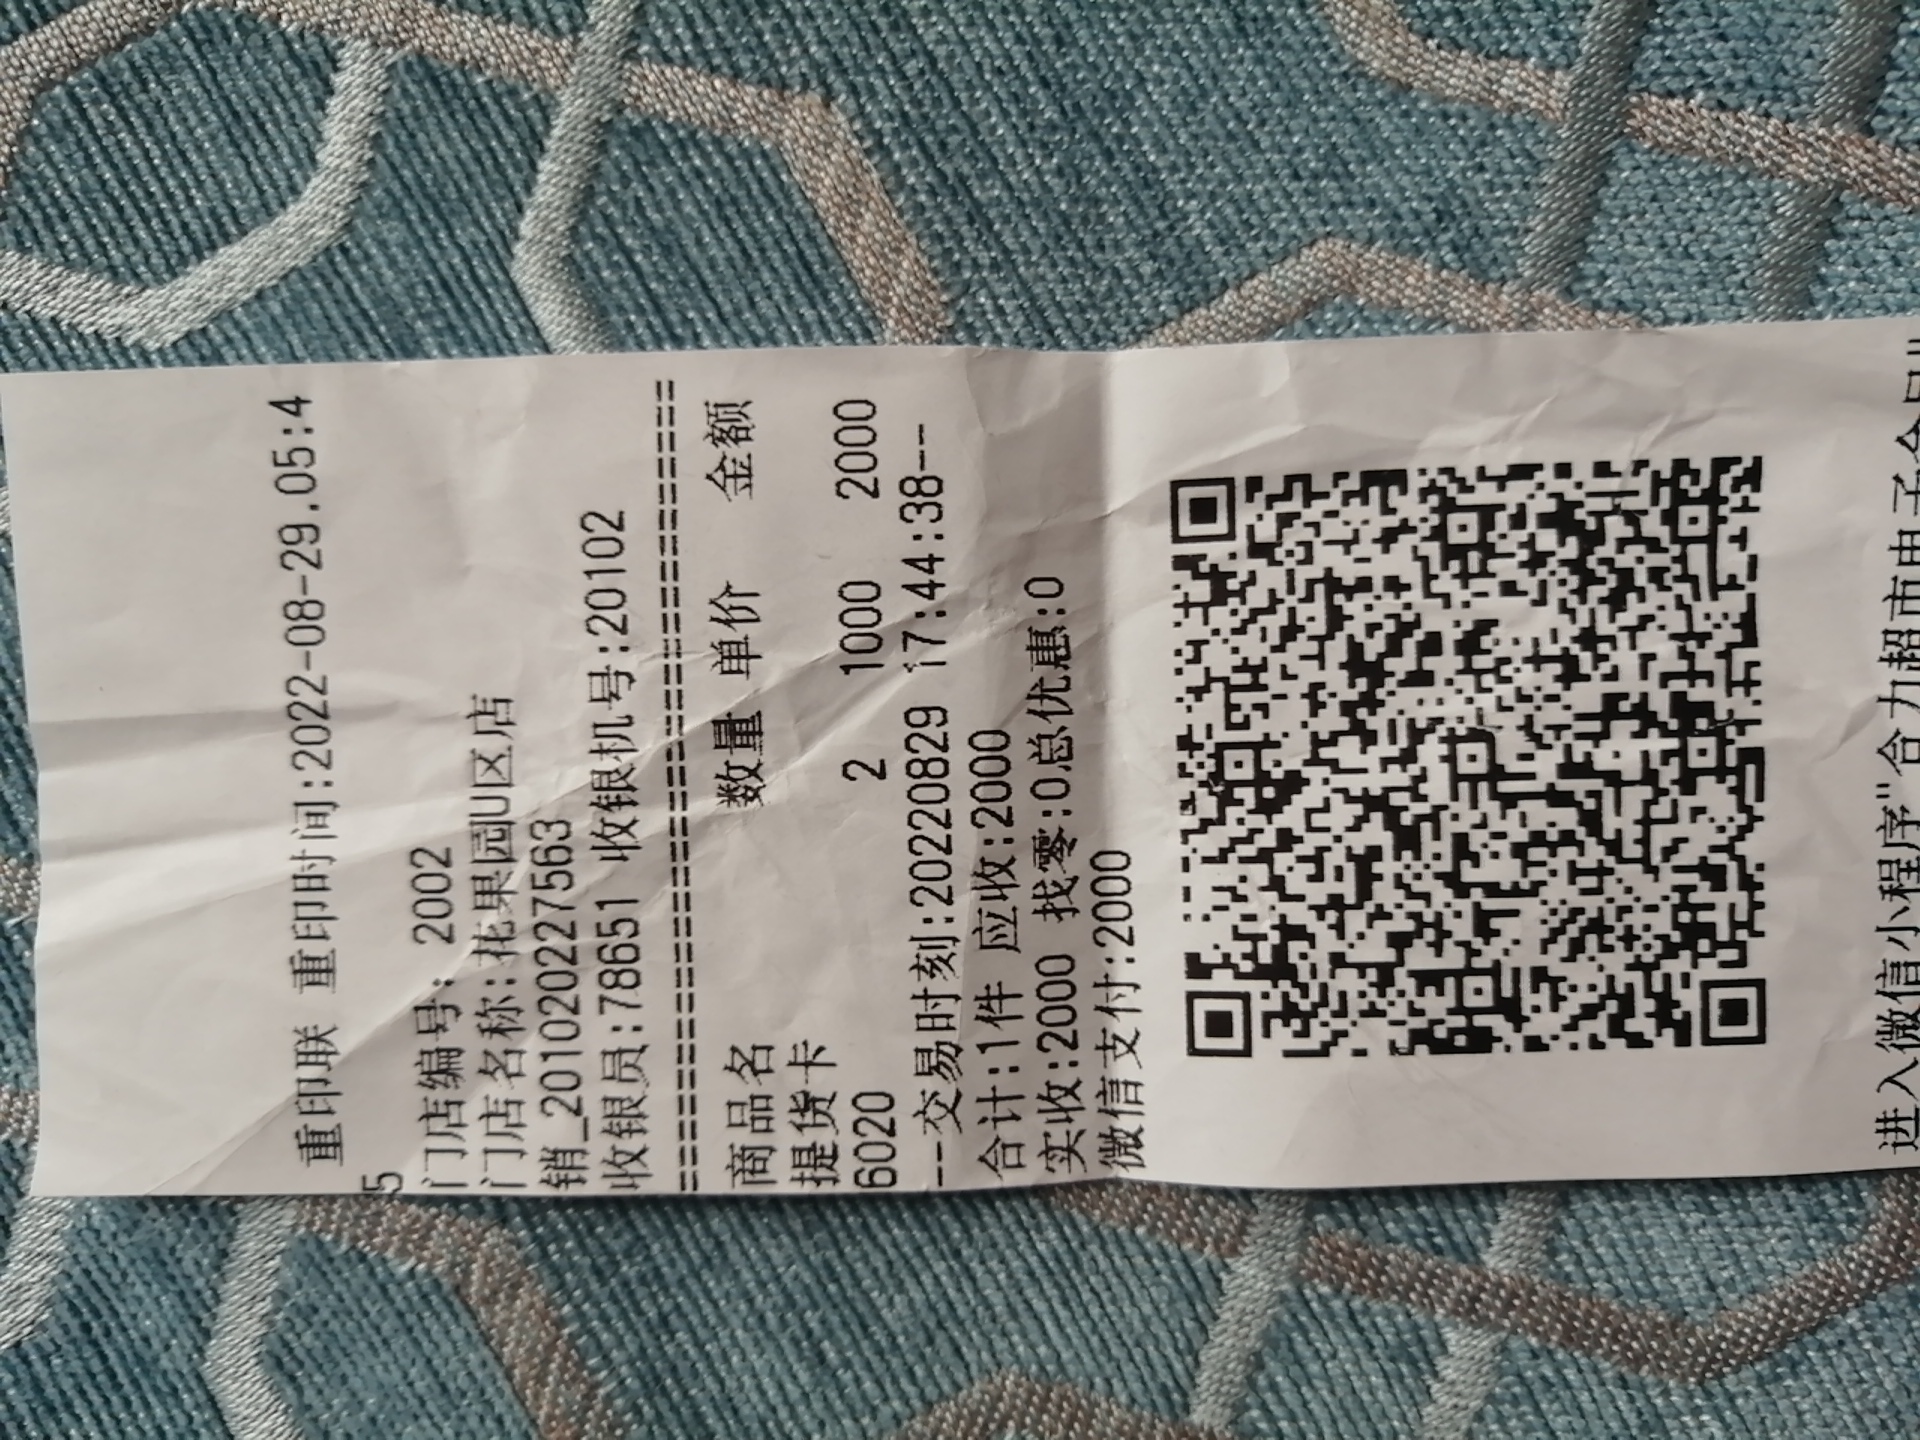 重印联 重印时间:2022-08-29.05:4
5
门店编号: 2002
门店名称:花果园U区店
销_2010202275​63
收银员:78651 收银机号:20102
==========================================
商品名 数量 单价 金额
提货卡
6020 2 1000 2000
--交易时刻:20220829 17:44:38--
合计:1件 应收:2000
实收:2000 找零:0总优惠:0
微信支付:2000
进入微信小程序"合力超市电子会员"